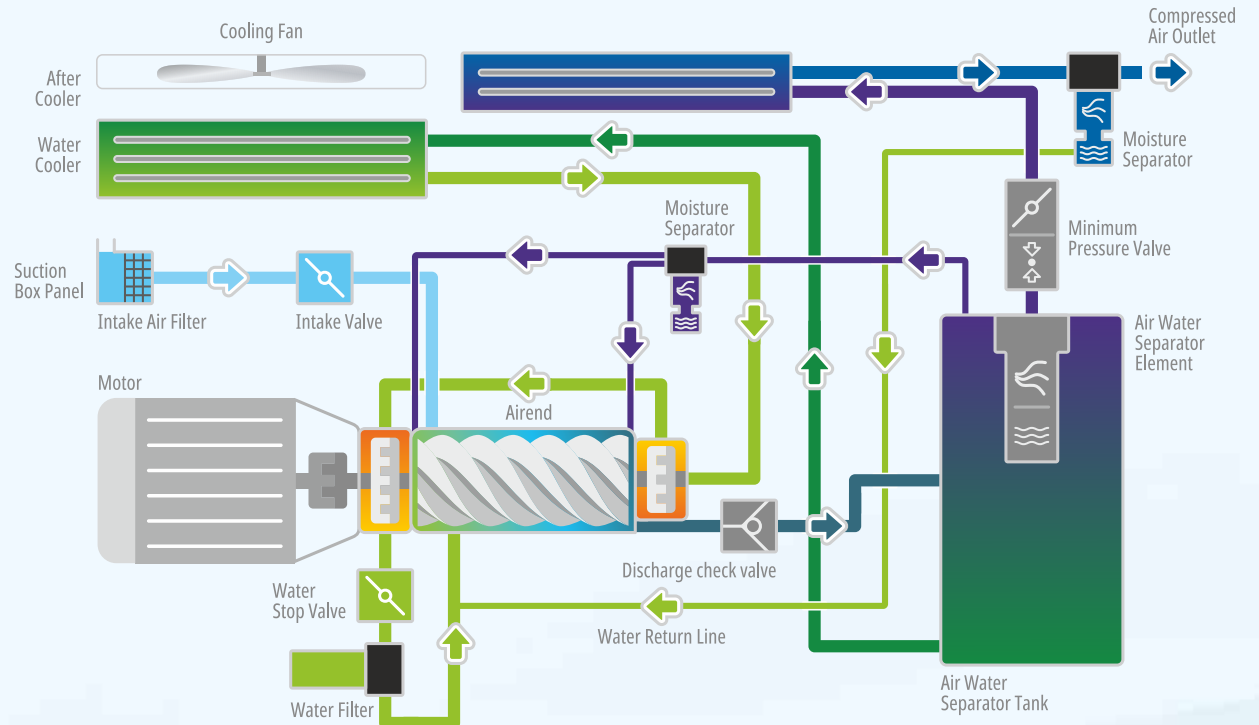 Cooling Fan
Compressed
Air Outlet
After
Cooler
Water
Cooler
Moisture
Separator
Moisture
Separator
Minimum
Pressure Valve
Suction
Box Panel
Intake Air Filter
Intake Valve
Air Water
Separator
Element
Motor
Airend
Discharge check valve
Water
Stop Valve
Water Return Line
Water Filter
Air Water
Separator Tank